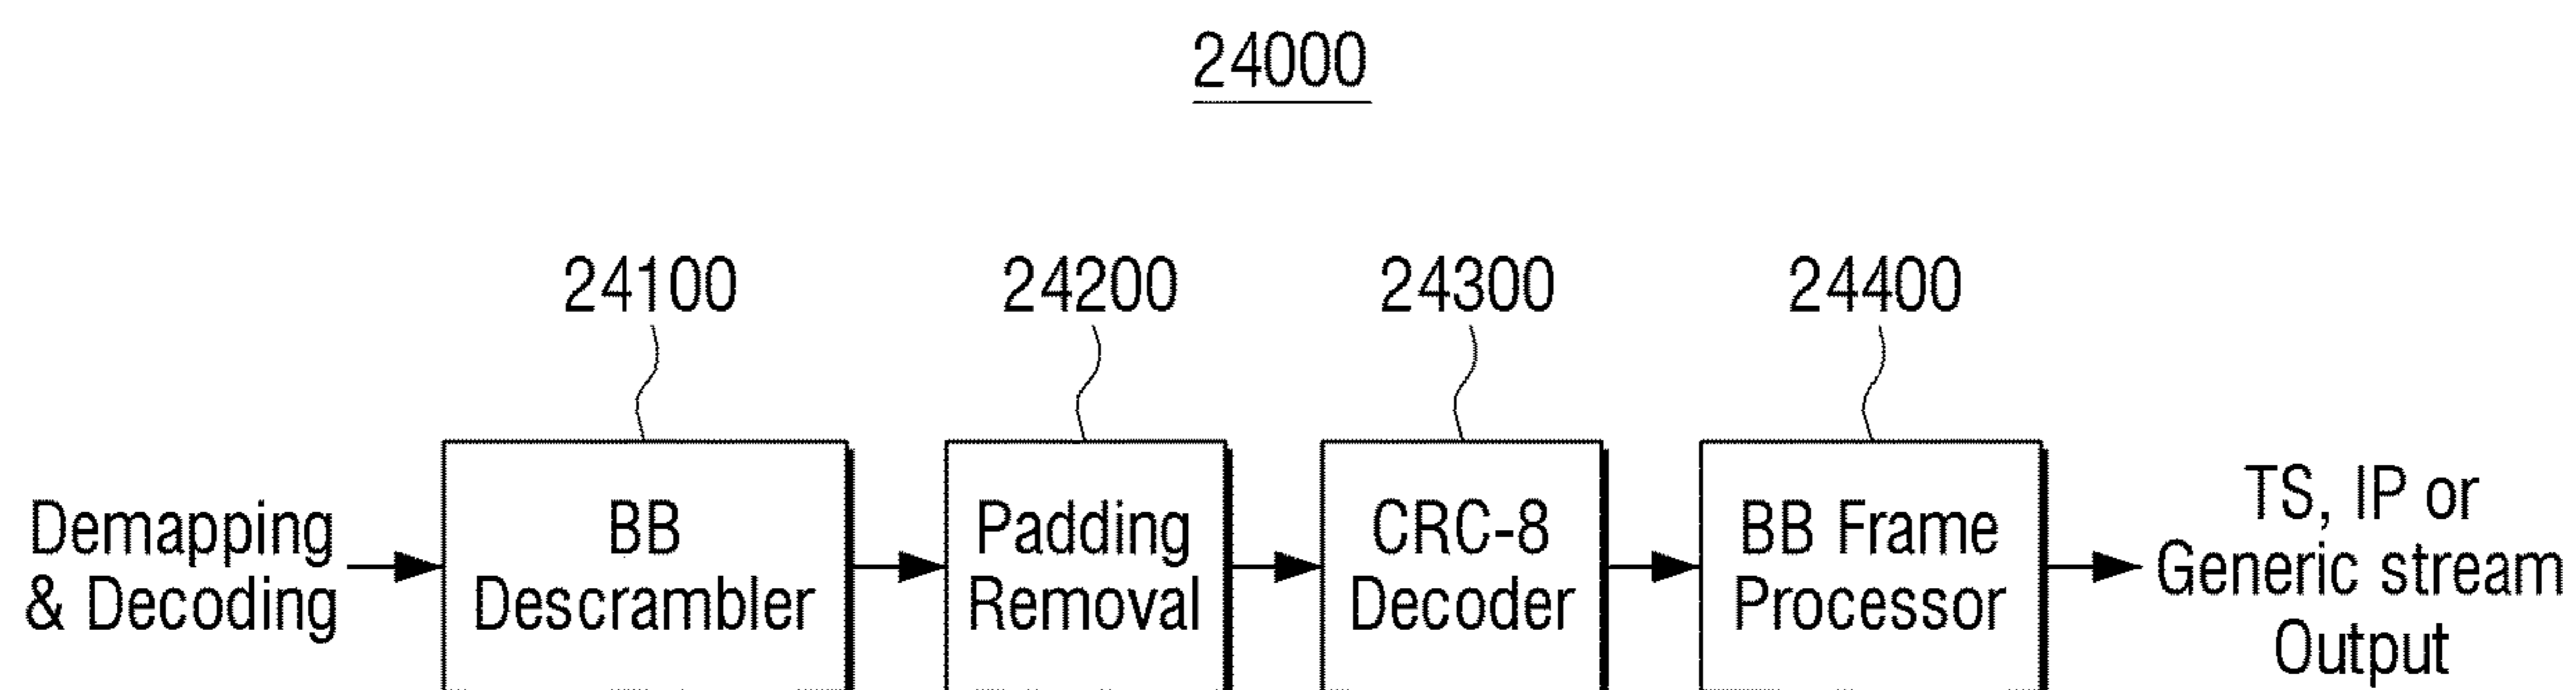 24000
24100
24200
24300
24400
Demapping
& Decoding
BB
Descrambler
Padding
Removal
CRC-8
Decoder
BB Frame
Processor
TS, IP or
Generic stream
Output